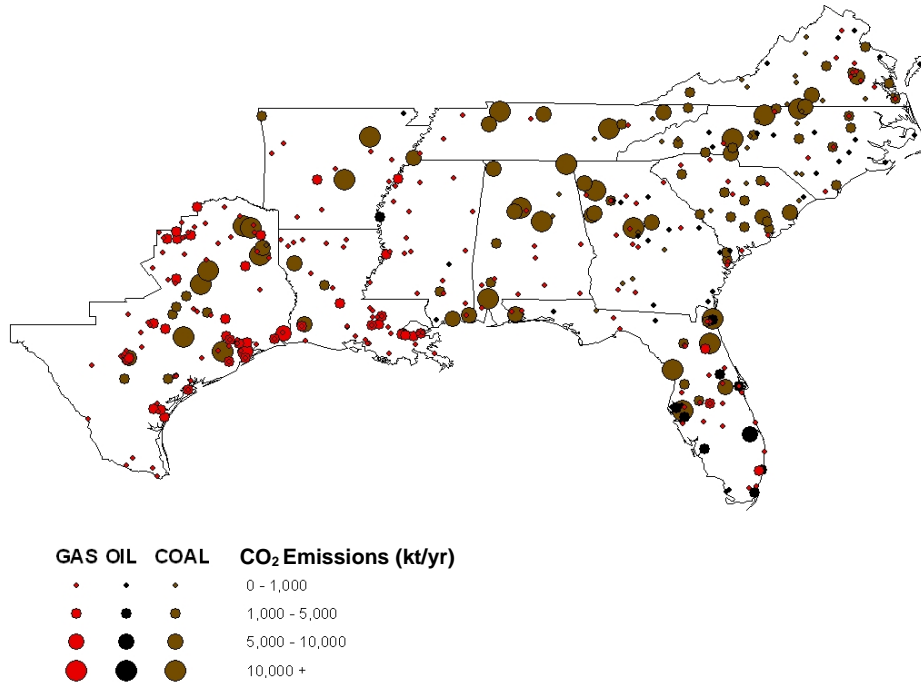 GAS OIL COAL CO₂ Emissions (kt/yr)
0 - 1,000
1,000 - 5,000
5,000 - 10,000
10,000 +